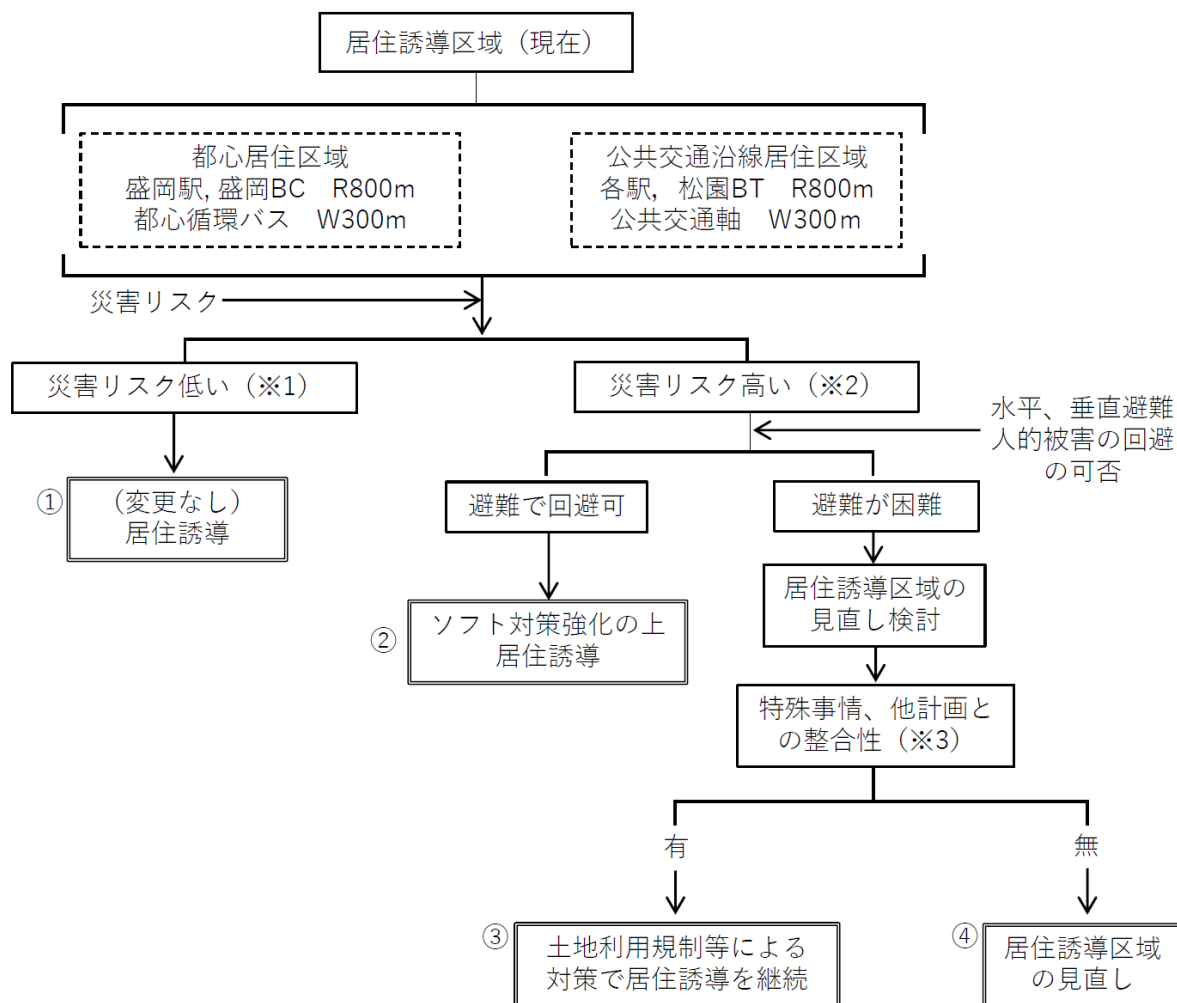 居住誘導区域（現在）
都心居住区域
盛岡駅, 盛岡BC　R800m
都心循環バス　W300m
公共交通沿線居住区域
各駅，松園BT　R800m
公共交通軸　W300m
災害リスク
災害リスク低い（※1）
災害リスク高い（※2）
水平、垂直避難
人的被害の回避
の可否
①
（変更なし）
居住誘導
避難で回避可
避難が困難
②
ソフト対策強化の上
居住誘導
居住誘導区域の
見直し検討
特殊事情、他計画と
の整合性（※3）
有
無
③
土地利用規制等による
対策で居住誘導を継続
④
居住誘導区域
の見直し